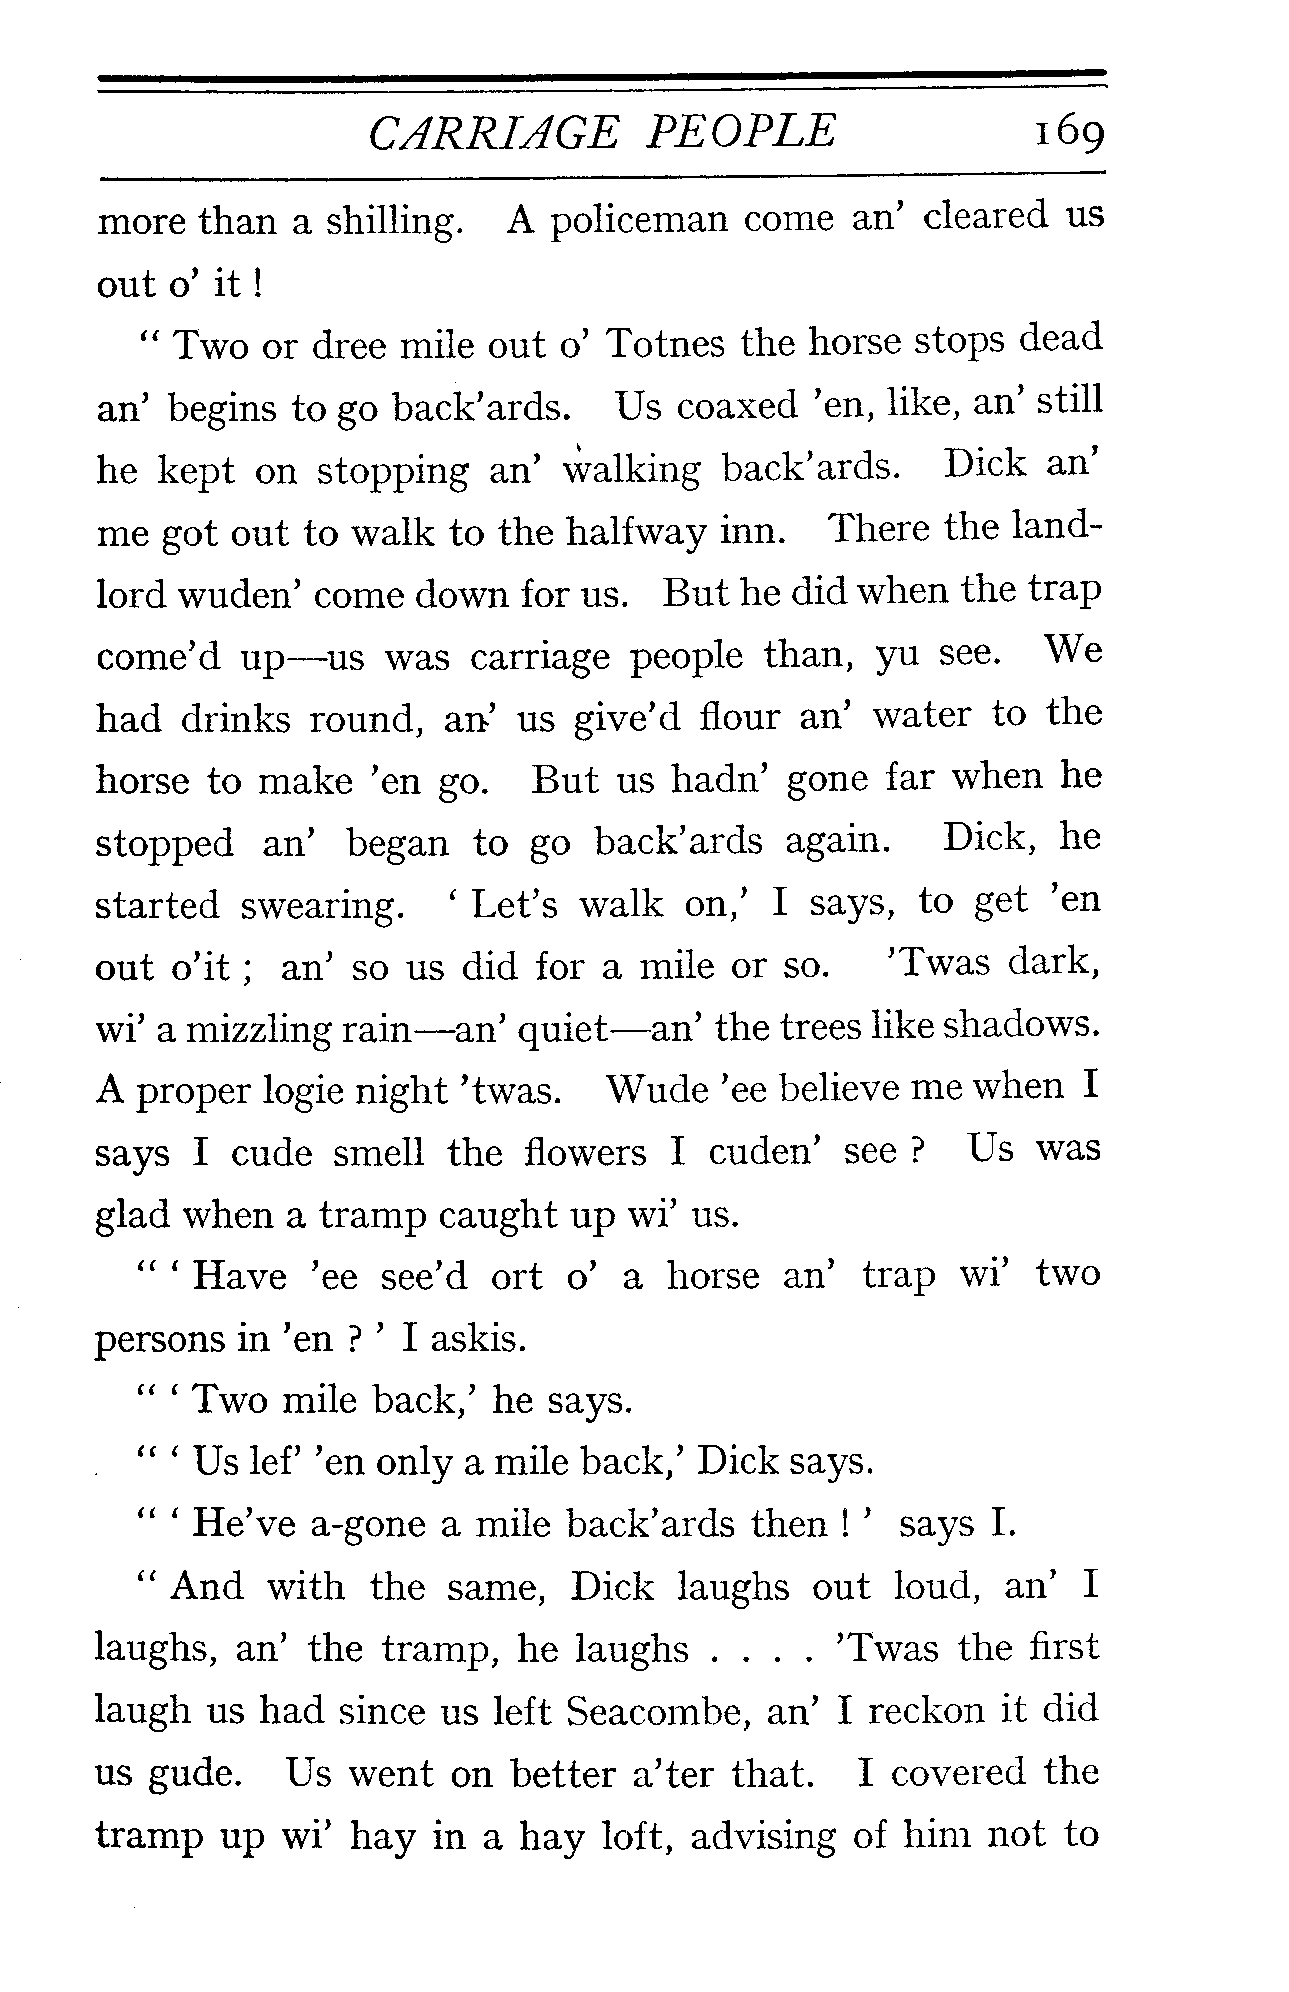 CARRIAGE PEOPLE 169
more than a shilling. A policeman come an' cleared us
out o' it !
" Two or dree mile out o' Totnes the horse stops dead
an' begins to go back'ards. Us coaxed 'en, like, an' still
he kept on stopping an' walking back'ards. Dick an'
me got out to walk to the halfway inn. There the land-
lord wuden' come down for us. But he did when the trap
come'd up—us was carriage people than, yu see. We
had drinks round, an' us give'd flour an' water to the
horse to make 'en go. But us hadn' gone far when he
stopped an' began to go back'ards again. Dick, he
started swearing. ' Let's walk on,' I says, to get 'en
out o'it ; an' so us did for a mile or so. 'Twas dark,
wi' a mizzling rain—an' quiet—an' the trees like shadows.
A proper logie night 'twas. Wude 'ee believe me when I
says I cude smell the flowers I cuden' see ? Us was
glad when a tramp caught up wi' us.
" ' Have 'ee see'd ort o' a horse an' trap wi' two
persons in 'en ? ' I askis.
" ' Two mile back,' he says.
" ' Us lef' 'en only a mile back,' Dick says.
" ' He've a-gone a mile back'ards then ! ' says I.
" And with the same, Dick laughs out loud, an' I
laughs, an' the tramp, he laughs . . . . 'Twas the first
laugh us had since us left Seacombe, an' I reckon it did
us gude. Us went on better a'ter that. I covered the
tramp up wi' hay in a hay loft, advising of him not to